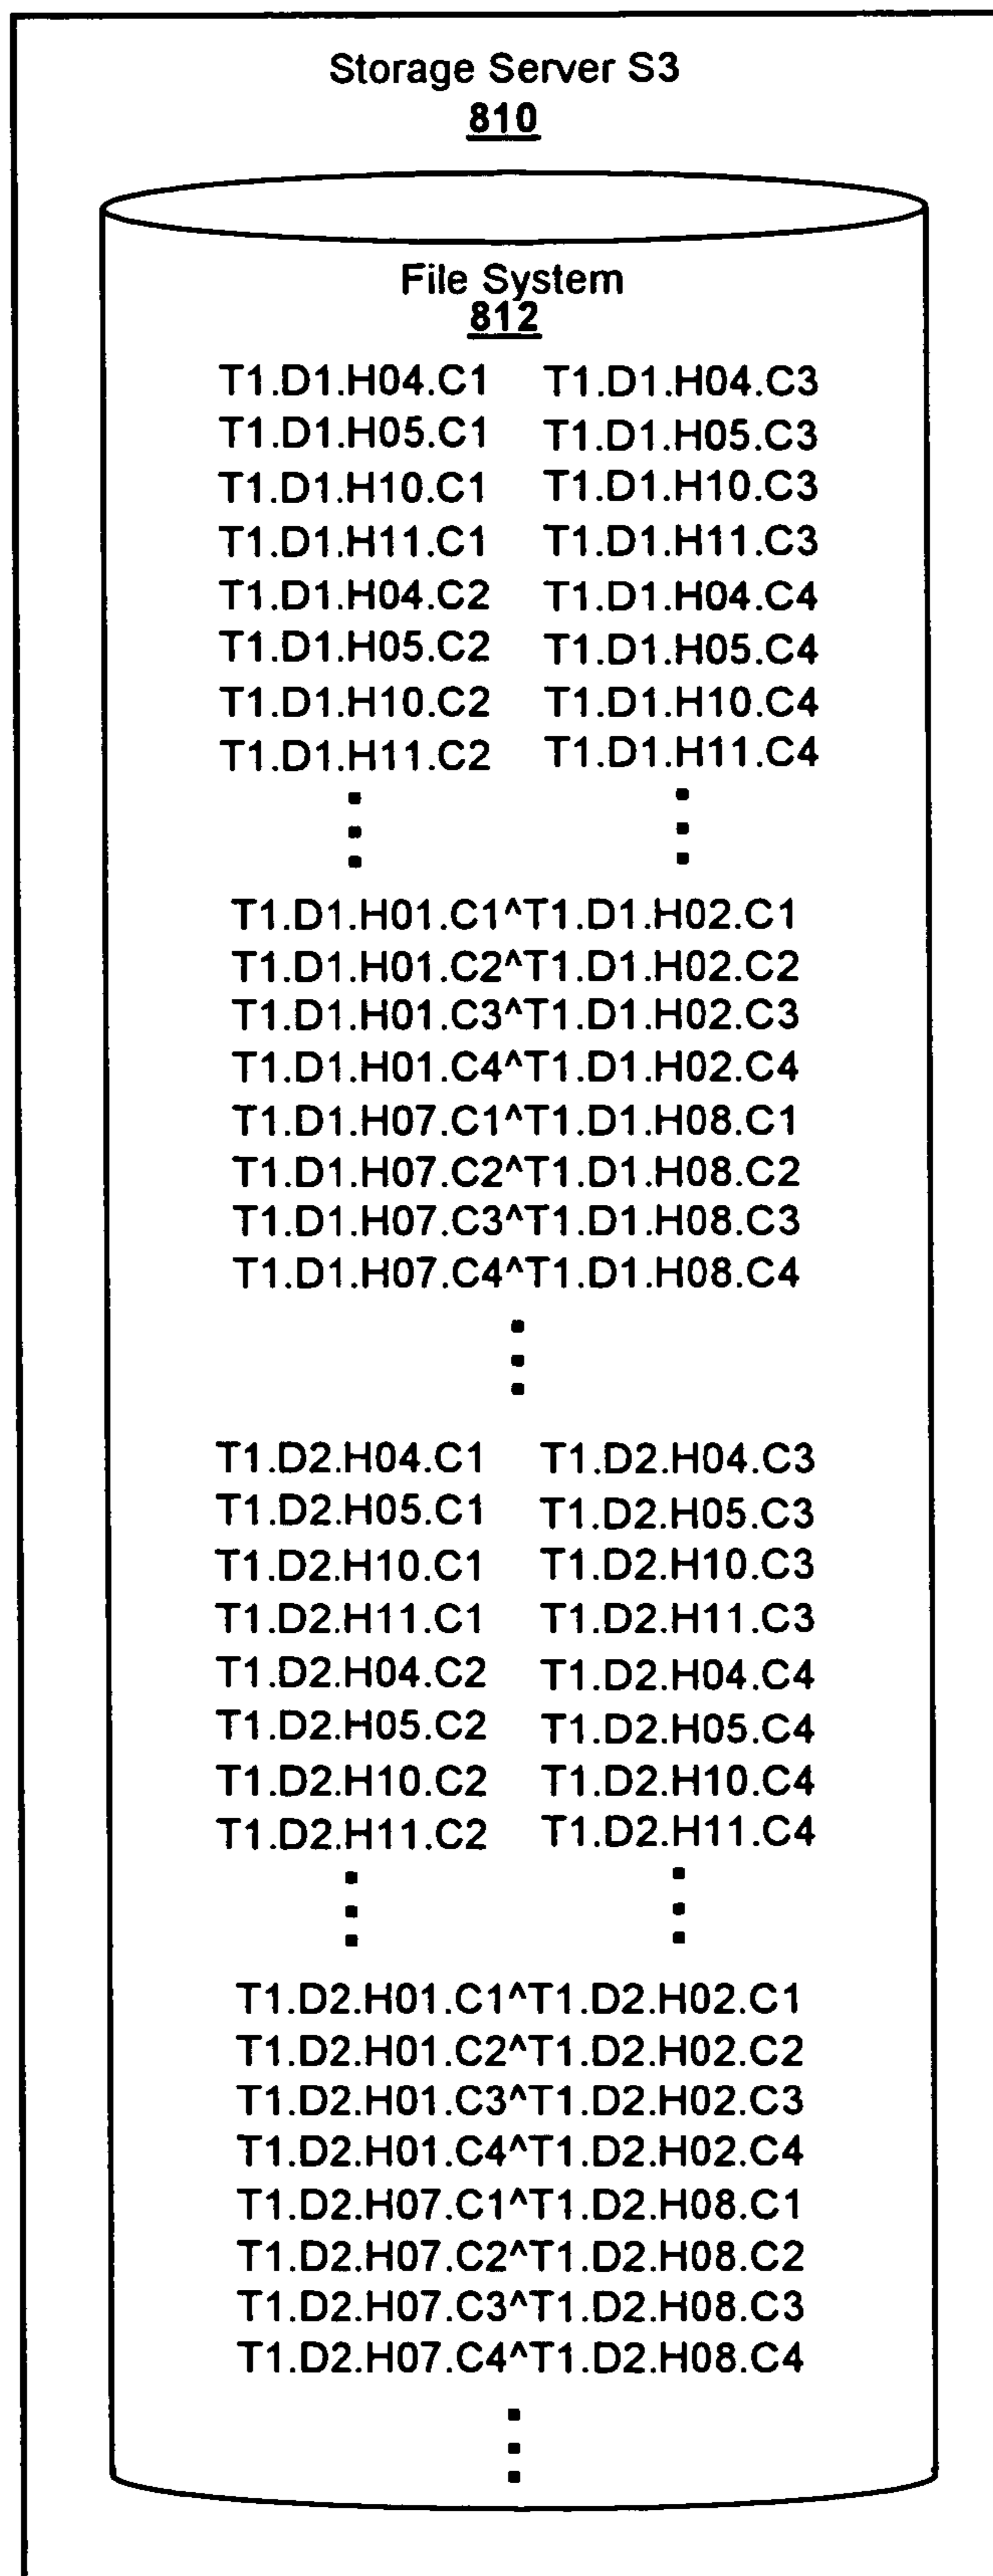 Storage Server S3
810
File System
812
T1.D1.H04.C1 T1.D1.H04.C3
T1.D1.H05.C1 T1.D1.H05.C3
T1.D1.H10.C1 T1.D1.H10.C3
T1.D1.H11.C1 T1.D1.H11.C3
T1.D1.H04.C2 T1.D1.H04.C4
T1.D1.H05.C2 T1.D1.H05.C4
T1.D1.H10.C2 T1.D1.H10.C4
T1.D1.H11.C2 T1.D1.H11.C4
T1.D1.H01.C1^T1.D1.H02.C1
T1.D1.H01.C2^T1.D1.H02.C2
T1.D1.H01.C3^T1.D1.H02.C3
T1.D1.H01.C4^T1.D1.H02.C4
T1.D1.H07.C1^T1.D1.H08.C1
T1.D1.H07.C2^T1.D1.H08.C2
T1.D1.H07.C3^T1.D1.H08.C3
T1.D1.H07.C4^T1.D1.H08.C4
T1.D2.H04.C1 T1.D2.H04.C3
T1.D2.H05.C1 T1.D2.H05.C3
T1.D2.H10.C1 T1.D2.H10.C3
T1.D2.H11.C1 T1.D2.H11.C3
T1.D2.H04.C2 T1.D2.H04.C4
T1.D2.H05.C2 T1.D2.H05.C4
T1.D2.H10.C2 T1.D2.H10.C4
T1.D2.H11.C2 T1.D2.H11.C4
T1.D2.H01.C1^T1.D2.H02.C1
T1.D2.H01.C2^T1.D2.H02.C2
T1.D2.H01.C3^T1.D2.H02.C3
T1.D2.H01.C4^T1.D2.H02.C4
T1.D2.H07.C1^T1.D2.H08.C1
T1.D2.H07.C2^T1.D2.H08.C2
T1.D2.H07.C3^T1.D2.H08.C3
T1.D2.H07.C4^T1.D2.H08.C4